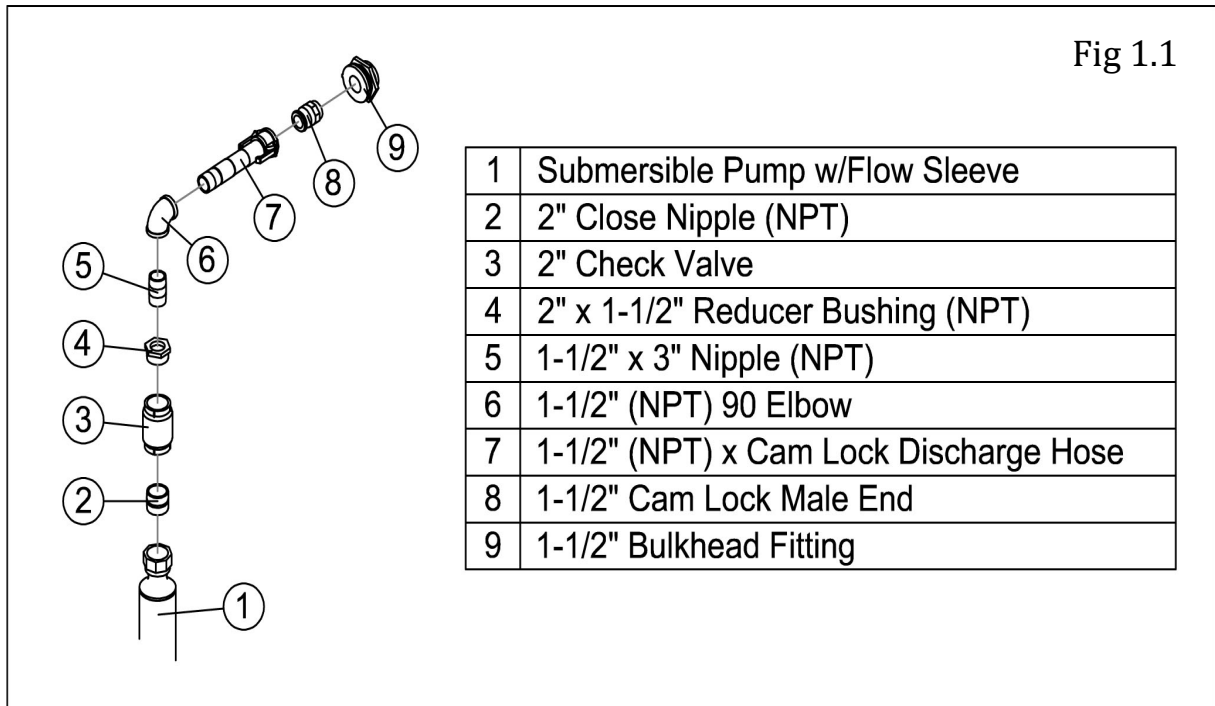 Fig 1.1
9
8
7
6
5
4
3
2
1
1 Submersible Pump w/Flow Sleeve
2 2" Close Nipple (NPT)
3 2" Check Valve
4 2" x 1-1/2" Reducer Bushing (NPT)
5 1-1/2" x 3" Nipple (NPT)
6 1-1/2" (NPT) 90 Elbow
7 1-1/2" (NPT) x Cam Lock Discharge Hose
8 1-1/2" Cam Lock Male End
9 1-1/2" Bulkhead Fitting